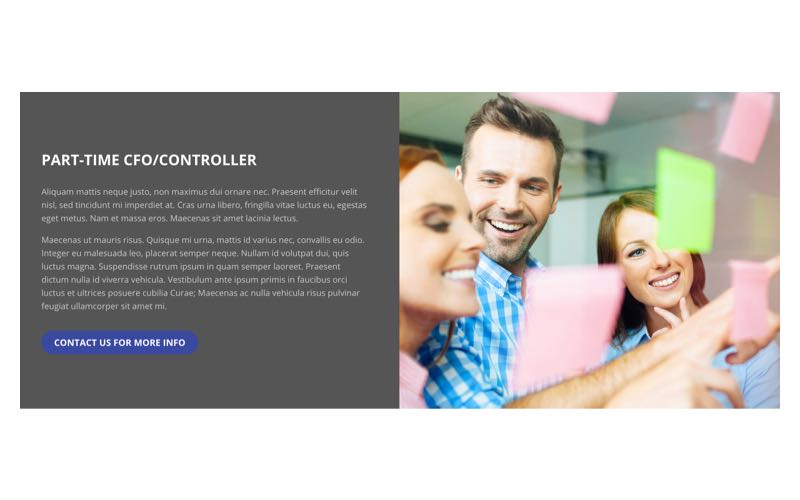 PART-TIME CFO/CONTROLLER
Aliquam mattis neque justo, non maximus dui ornare nec. Praesent efficitur velit
nisl, sed tincidunt mi imperdiet at. Cras urna libero, fringilla vitae luctus eu, egestas
eget metus. Nam et massa eros. Maecenas sit amet lacinia lectus.
Maecenas ut mauris risus. Quisque mi urna, mattis id varius nec, convallis eu odio.
Integer eu malesuada leo, placerat semper neque. Nullam id volutpat dui, quis
luctus magna. Suspendisse rutrum ipsum in quam semper laoreet. Praesent
dictum nulla id viverra vehicula. Vestibulum ante ipsum primis in faucibus orci
luctus et ultrices posuere cubilia Curae; Maecenas ac nulla vehicula risus pulvinar
feugiat ullamcorper sit amet mi.
CONTACT US FOR MORE INFO